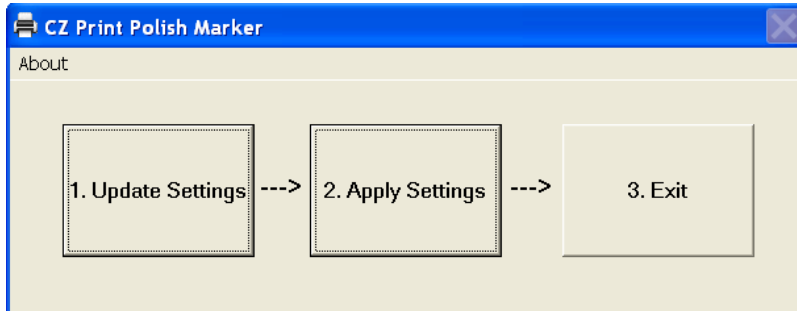 CZ Print Polish Marker
About
1. Update Settings ---> 2. Apply Settings ---> 3. Exit